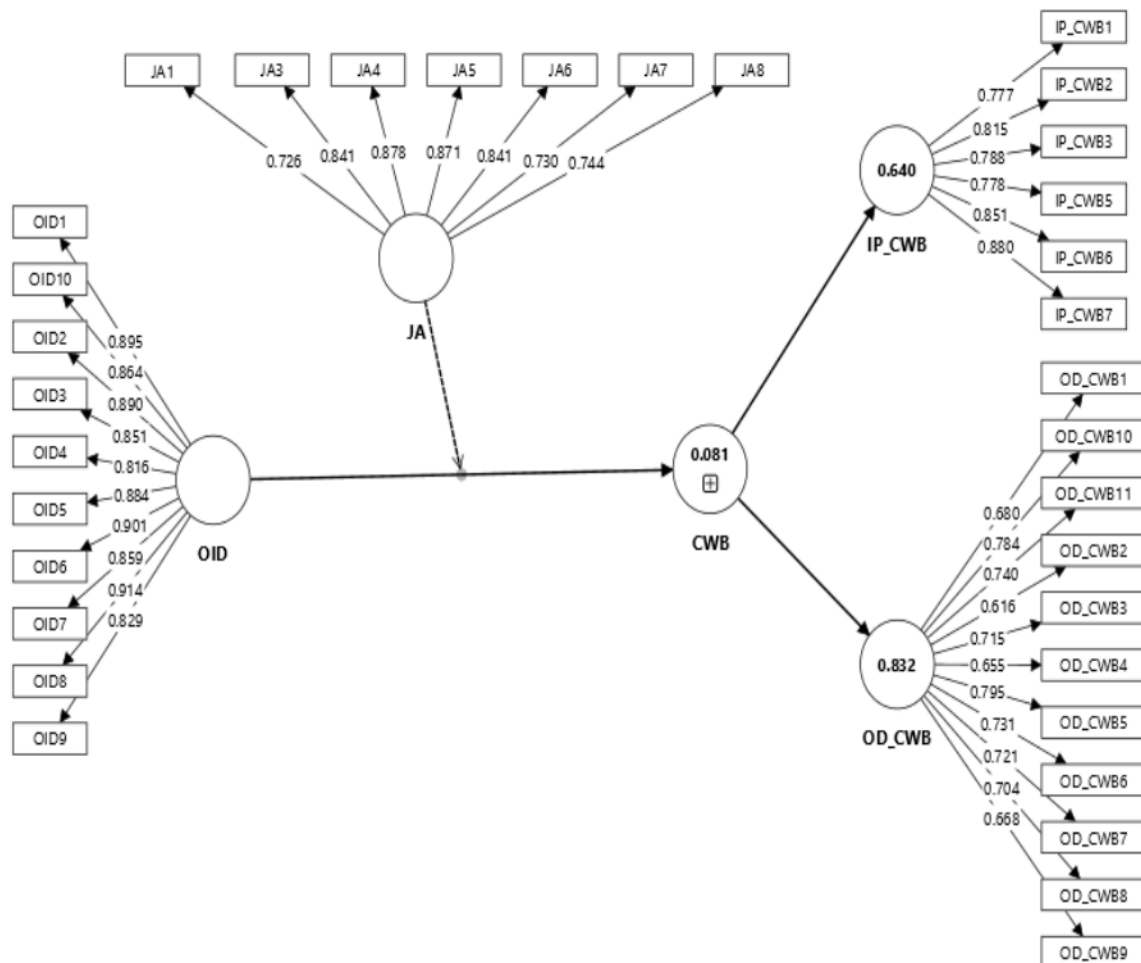 JA1
JA3
JA4
JA5
JA6
JA7
JA8
0.726
0.841
0.878
0.871
0.841
0.730
0.744
JA
OID1
OID10
OID2
OID3
OID4
OID5
OID6
OID7
OID8
OID9
0.895
0.864
0.890
0.851
0.816
0.884
0.901
0.859
0.914
0.829
OID
0.081
CWB
0.640
IP_CWB
0.777
0.815
0.788
0.778
0.851
0.880
IP_CWB1
IP_CWB2
IP_CWB3
IP_CWB5
IP_CWB6
IP_CWB7
0.832
OD_CWB
0.680
0.784
0.740
0.616
0.715
0.655
0.795
0.731
0.721
0.704
0.668
OD_CWB1
OD_CWB10
OD_CWB11
OD_CWB2
OD_CWB3
OD_CWB4
OD_CWB5
OD_CWB6
OD_CWB7
OD_CWB8
OD_CWB9